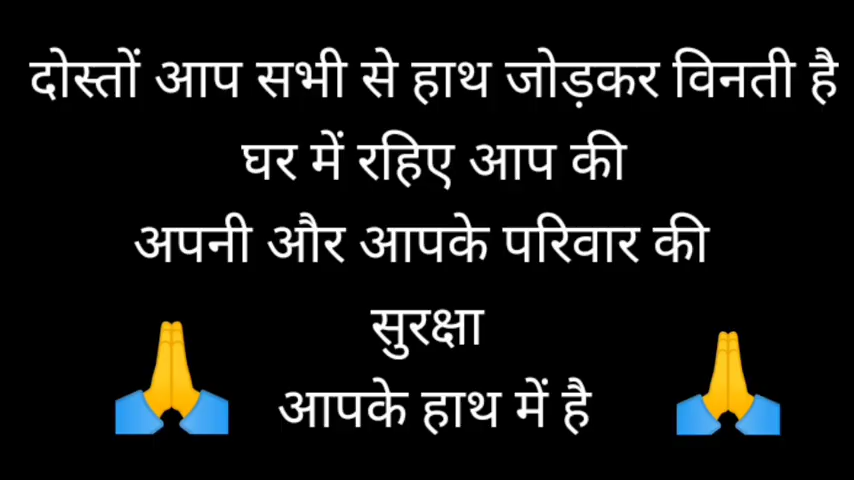 दोस्तों आप सभी से हाथ जोड़कर विनती है
घर में रहिए आप की
अपनी और आपके परिवार की
सुरक्षा
आपके हाथ में है